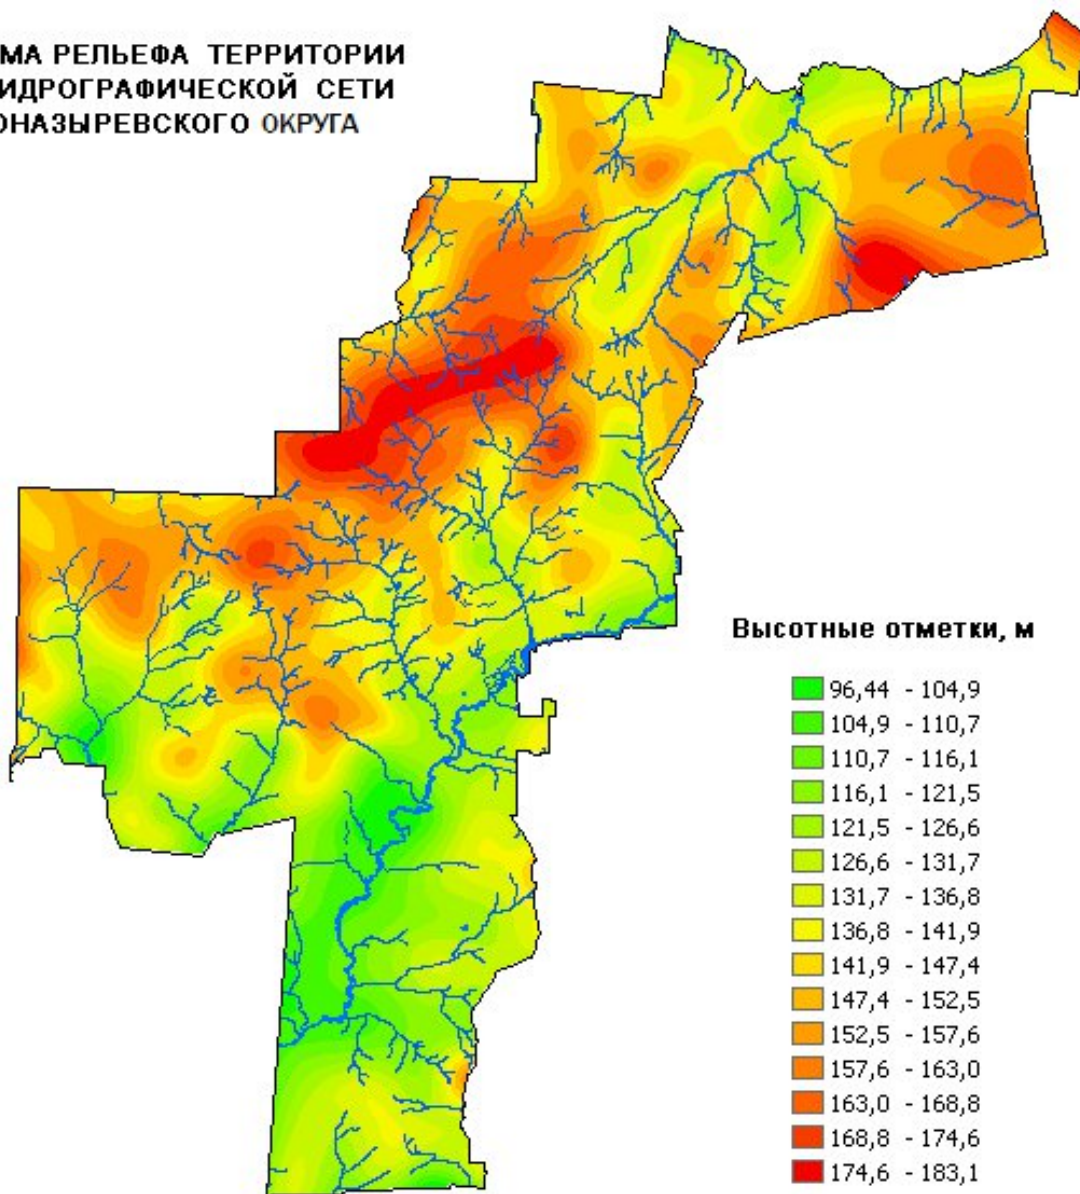 МА РЕЛЬЕФА ТЕРРИТОРИИ
ИДРОГРАФИЧЕСКОЙ СЕТИ
ОНАЗЫРЕВСКОГО ОКРУГА
Высотные отметки, м
96,44 - 104,9
104,9 - 110,7
110,7 - 116,1
116,1 - 121,5
121,5 - 126,6
126,6 - 131,7
131,7 - 136,8
136,8 - 141,9
141,9 - 147,4
147,4 - 152,5
152,5 - 157,6
157,6 - 163,0
163,0 - 168,8
168,8 - 174,6
174,6 - 183,1